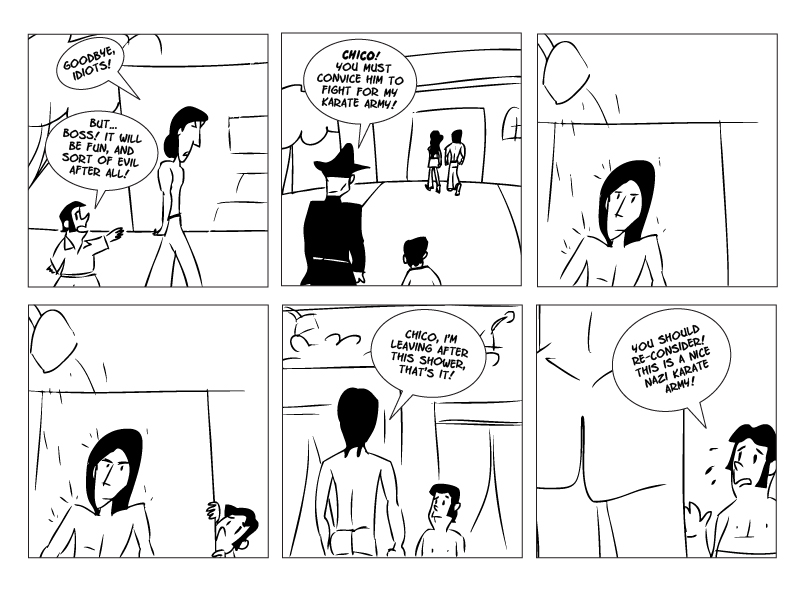 GOODBYE,
IDIOTS!
BUT...
BOSS! IT WILL
BE FUN, AND
SORT OF EVIL
AFTER ALL!
CHICO!
YOU MUST
CONVICE HIM TO
FIGHT FOR MY
KARATE ARMY!
CHICO, I'M
LEAVING AFTER
THIS SHOWER,
THAT'S IT!
YOU SHOULD
RE-CONSIDER!
THIS IS A NICE
NAZI KARATE
ARMY!